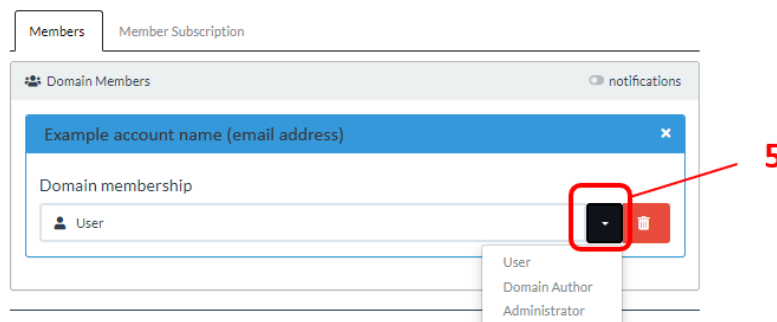 Members Member Subscription
Domain Members notifications
Example account name (email address)
5
Domain membership
User
User
Domain Author
Administrator